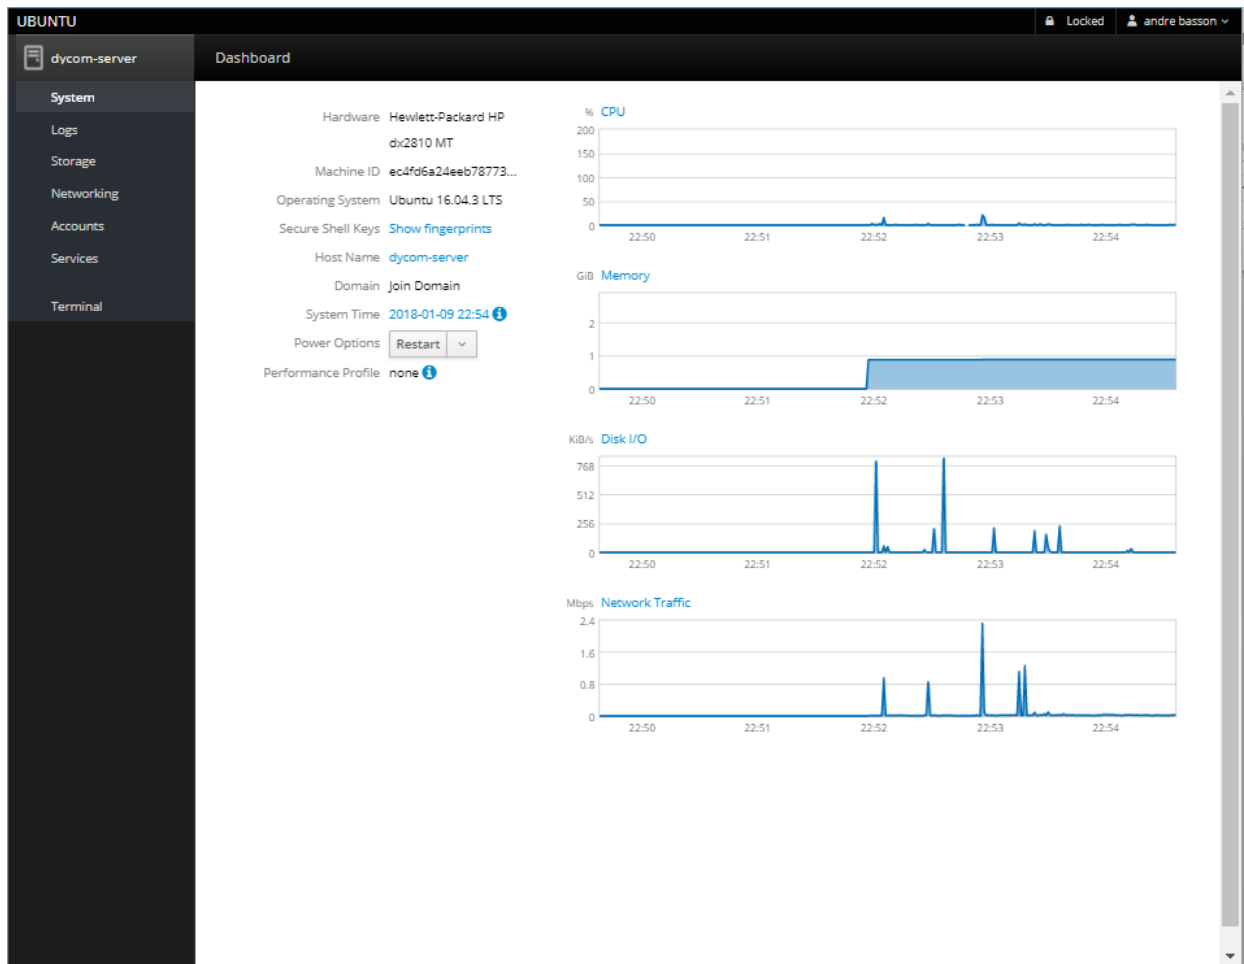 UBUNTU
Locked
andre basson
dycom-server
Dashboard
System
Logs
Storage
Networking
Accounts
Services
Terminal
Hardware Hewlett-Packard HP
dx2810 MT
Machine ID ec4fd6a24eeb78773...
Operating System Ubuntu 16.04.3 LTS
Secure Shell Keys Show fingerprints
Host Name dycom-server
Domain Join Domain
System Time 2018-01-09 22:54
Power Options Restart
Performance Profile none
% CPU
200
150
100
50
0
22:50 22:51 22:52 22:53 22:54
GiB Memory
2
1
0
22:50 22:51 22:52 22:53 22:54
KiB/s Disk I/O
768
512
256
0
22:50 22:51 22:52 22:53 22:54
Mbps Network Traffic
2.4
1.6
0.8
0
22:50 22:51 22:52 22:53 22:54